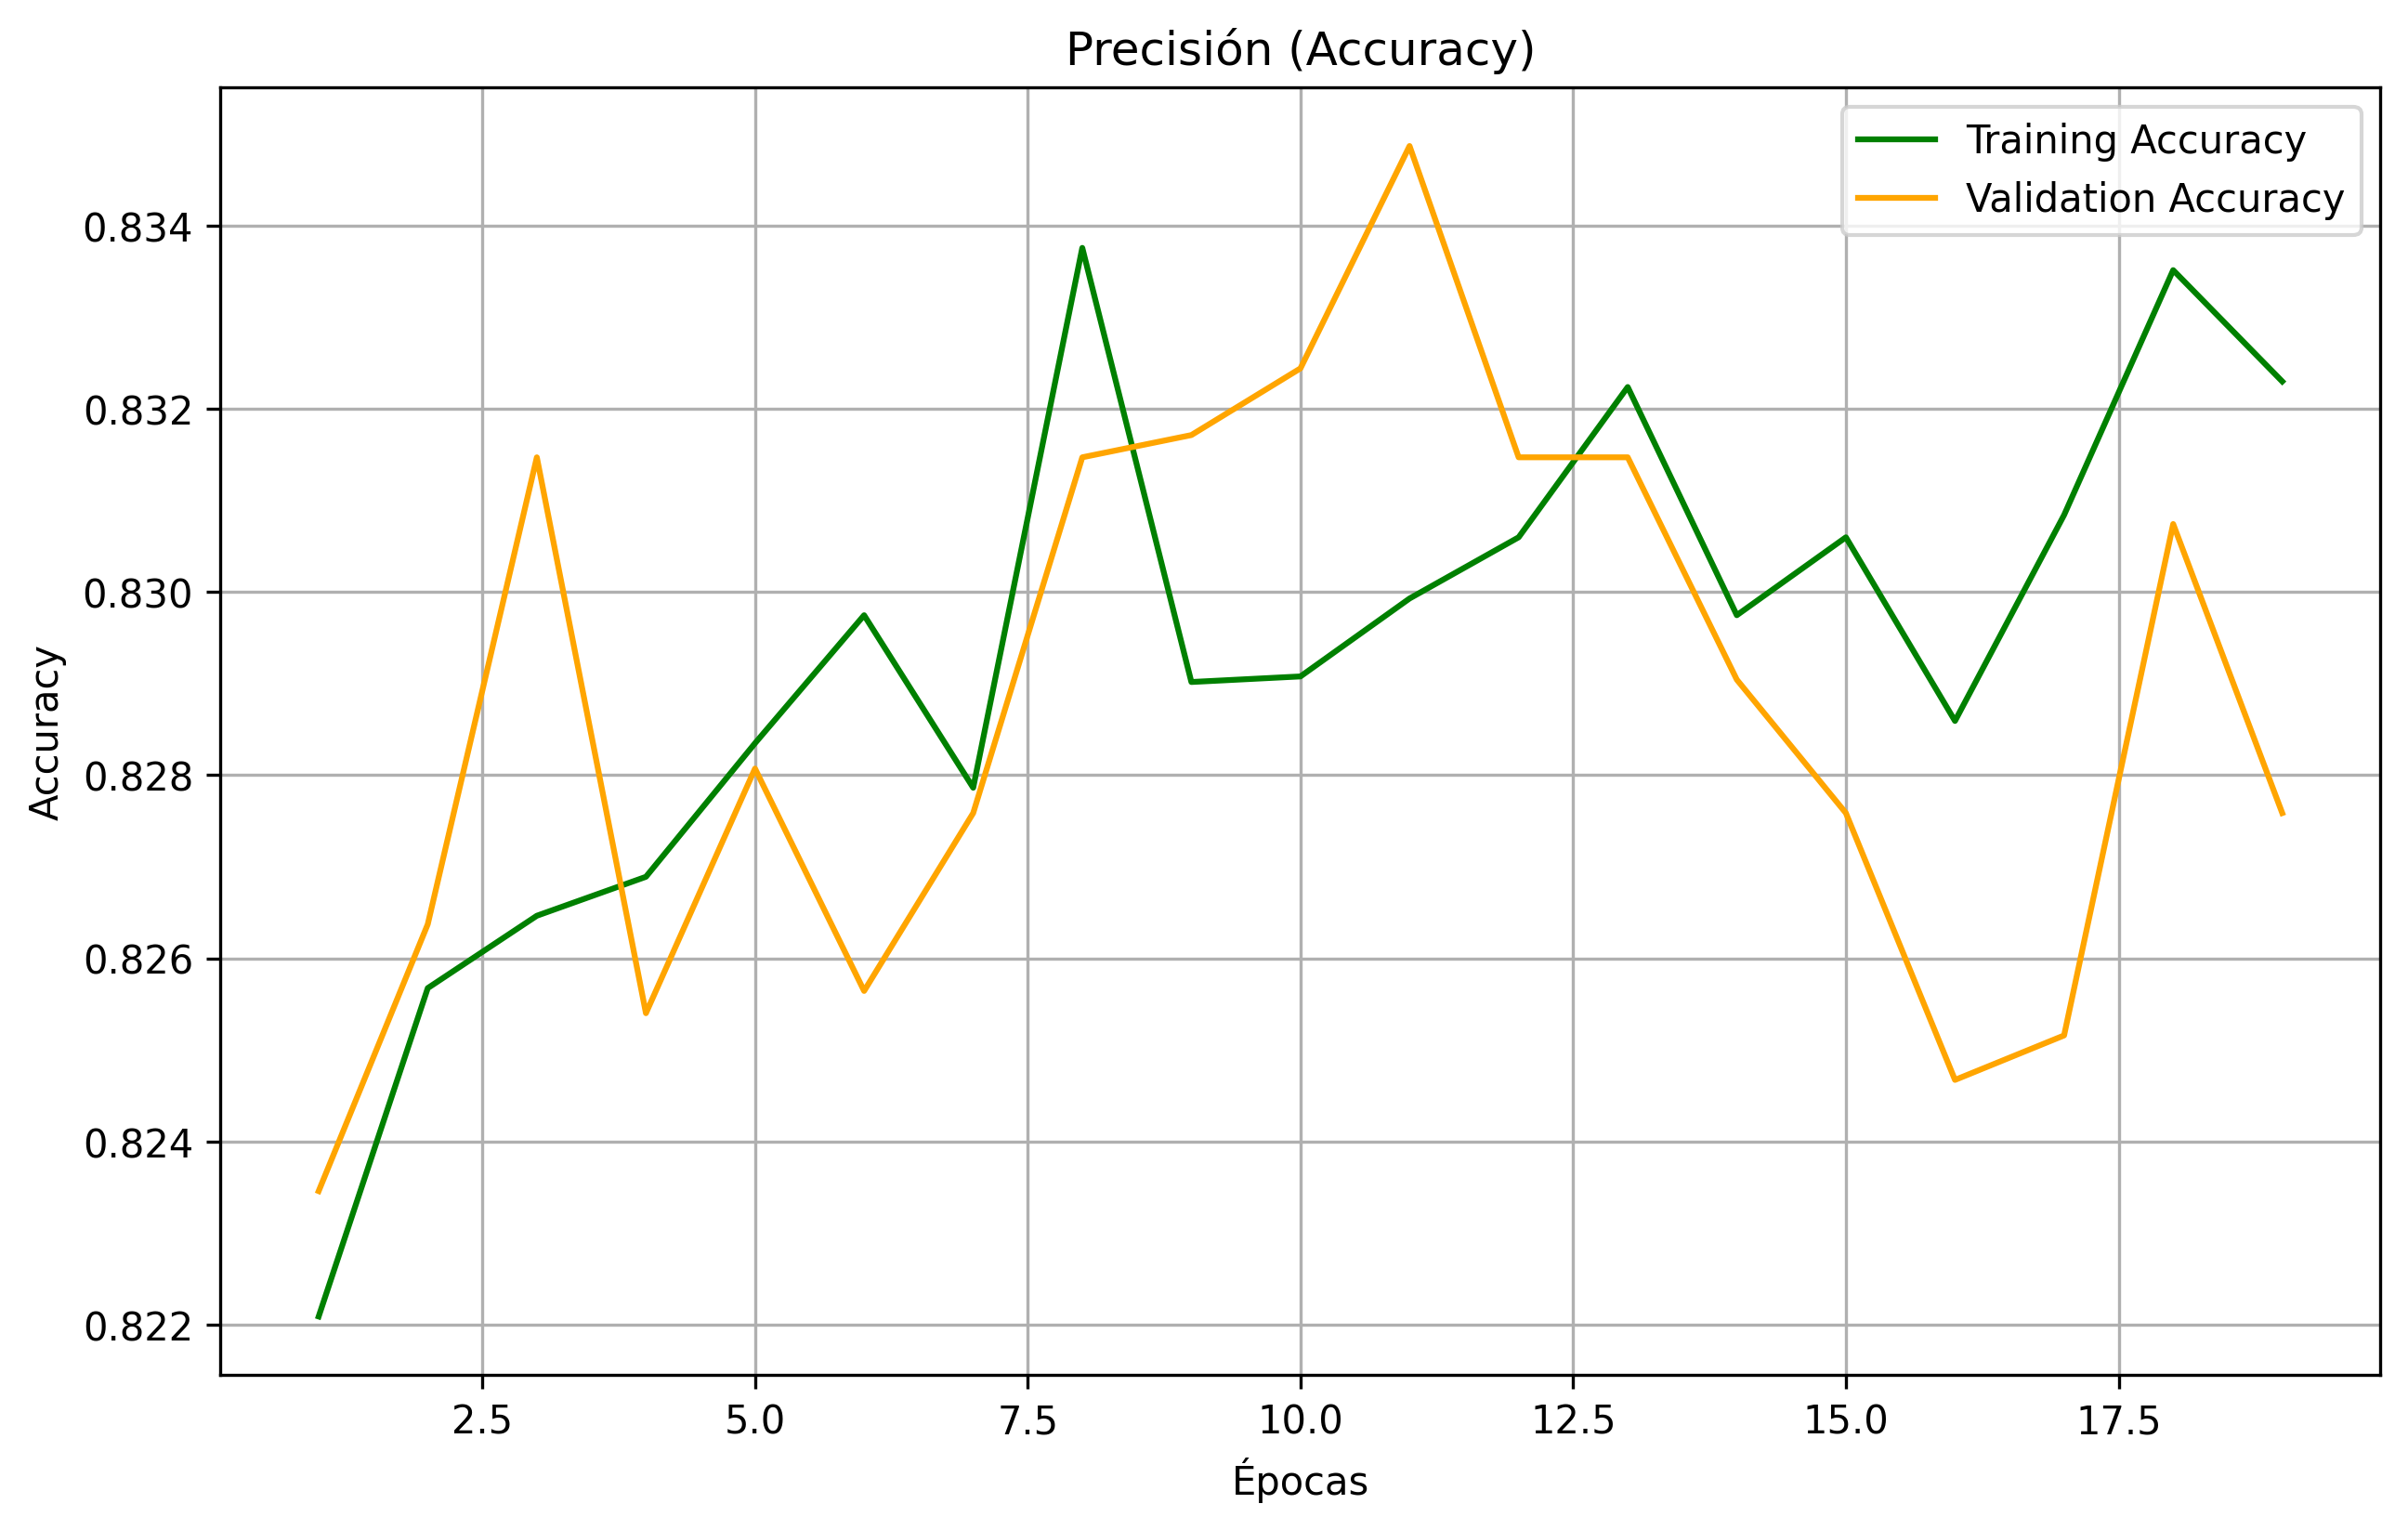 Precisión (Accuracy)
Training Accuracy
Validation Accuracy
0.834
0.832
0.830
0.828
0.826
0.824
0.822
Accuracy
2.5 5.0 7.5 10.0 12.5 15.0 17.5
Épocas